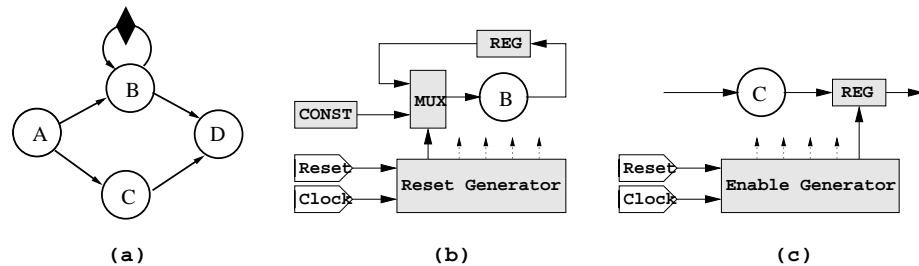 A
B
C
D
(a)
REG
MUX
B
CONST
Reset
Clock
Reset Generator
(b)
C
REG
Reset
Clock
Enable Generator
(c)